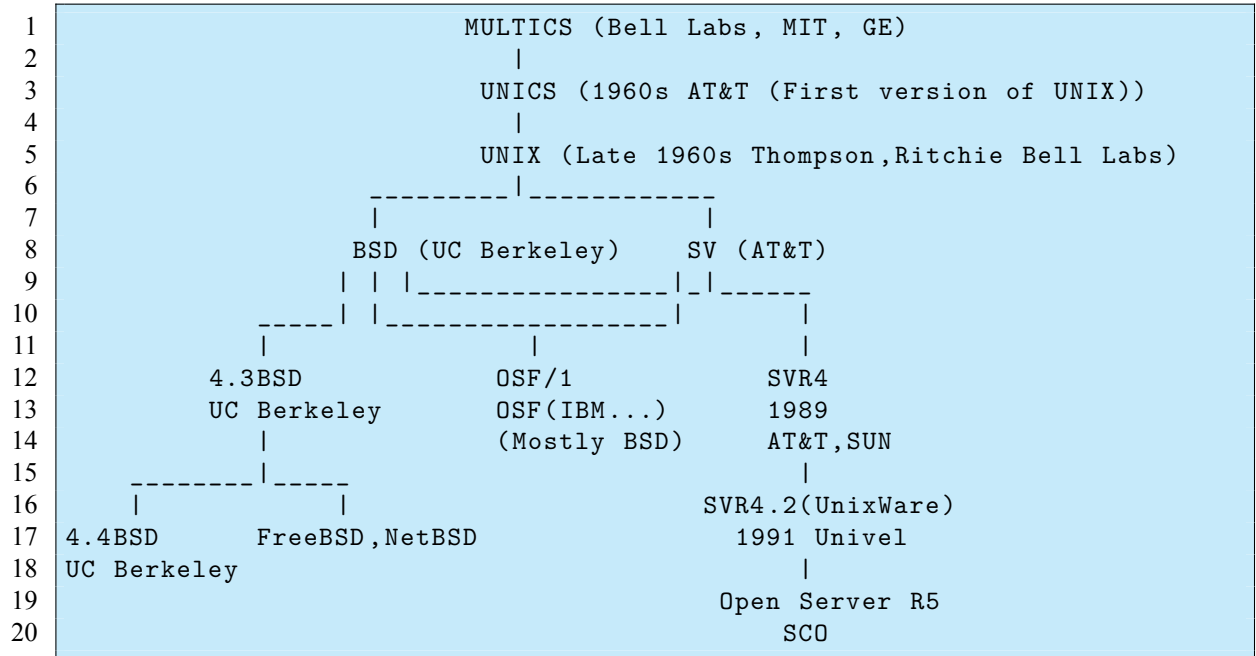 1 MULTICS (Bell Labs, MIT, GE)
2 |
3 UNICS (1960s AT&T (First version of UNIX))
4 |
5 UNIX (Late 1960s Thompson,Ritchie Bell Labs)
6 _________|____________
7 | |
8 BSD (UC Berkeley) SV (AT&T)
9 | | |________________|_|______
10 _____| |__________________| |
11 | | |
12 4.3BSD OSF/1 SVR4
13 UC Berkeley OSF(IBM...) 1989
14 | (Mostly BSD) AT&T,SUN
15 ________|_____ |
16 | | SVR4.2(UnixWare)
17 4.4BSD FreeBSD,NetBSD 1991 Univel
18 UC Berkeley |
19 Open Server R5
20 SCO